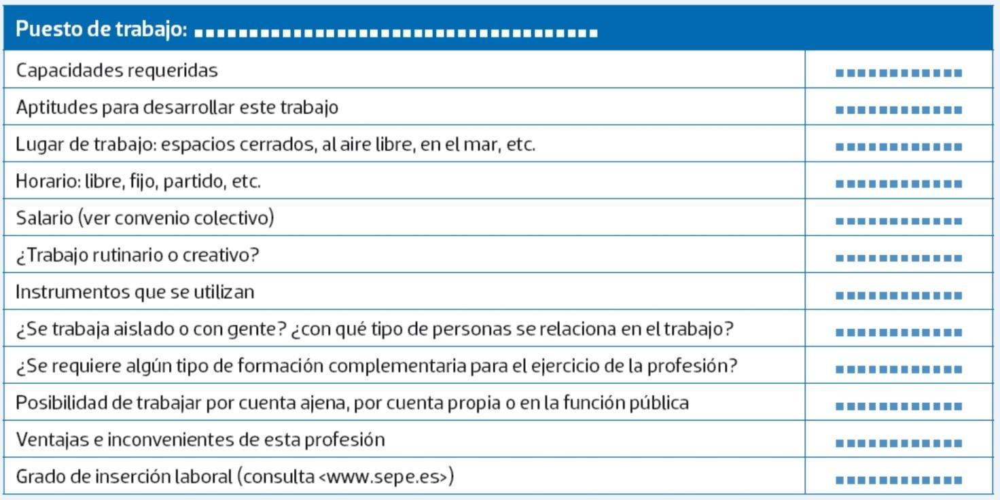 Puesto de trabajo:
Capacidades requeridas
Aptitudes para desarrollar este trabajo
Lugar de trabajo: espacios cerrados, al aire libre, en el mar, etc.
Horario: libre, fijo, partido, etc.
Salario (ver convenio colectivo)
¿Trabajo rutinario o creativo?
Instrumentos que se utilizan
¿Se trabaja aislado o con gente? ¿con qué tipo de personas se relaciona en el trabajo?
¿Se requiere algún tipo de formación complementaria para el ejercicio de la profesión?
Posibilidad de trabajar por cuenta ajena, por cuenta propia o en la función pública
Ventajas e inconvenientes de esta profesión
Grado de inserción laboral (consulta <www.sepe.es>)